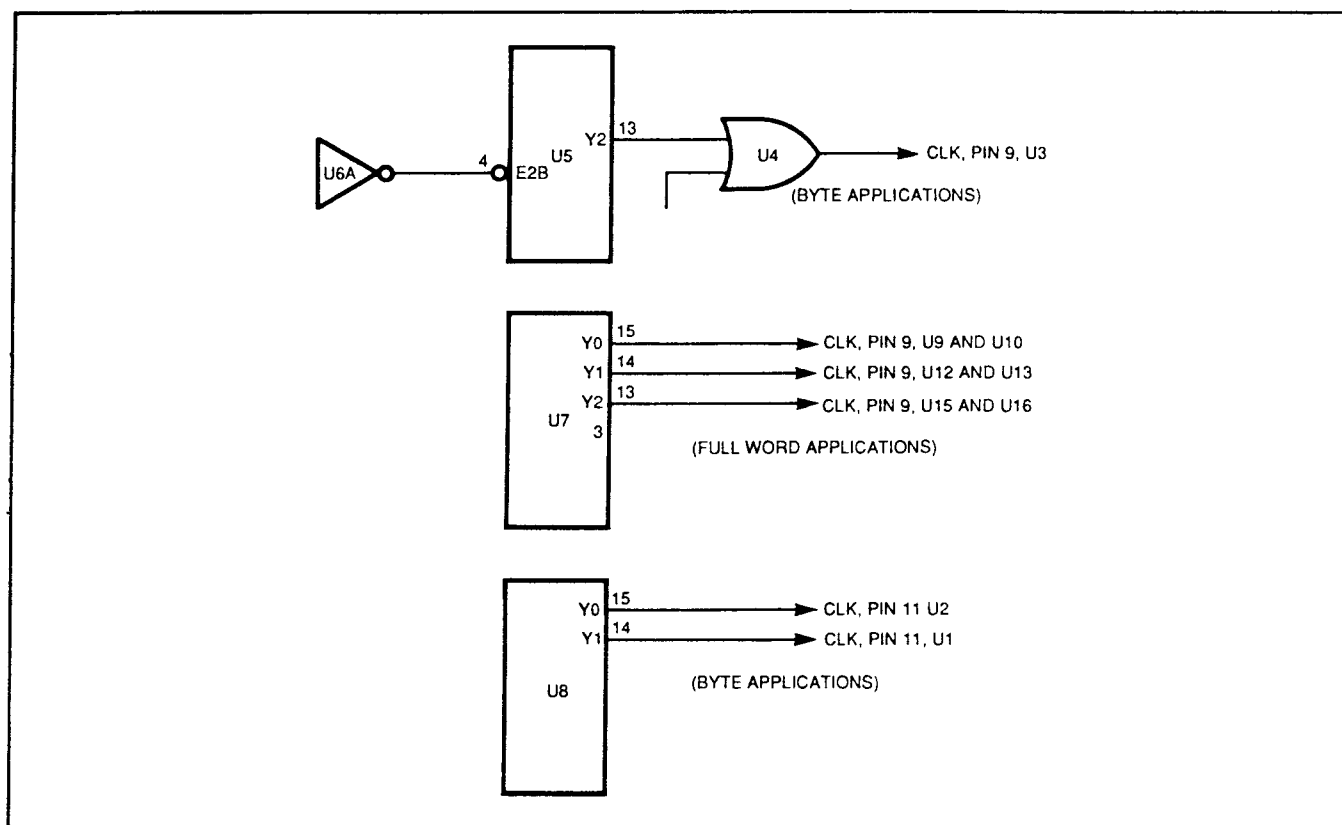 13
Y2
U5
U4
CLK, PIN 9, U3
U6A
4
E2B
(BYTE APPLICATIONS)
15
Y0
CLK, PIN 9, U9 AND U10
14
Y1
CLK, PIN 9, U12 AND U13
13
Y2
CLK, PIN 9, U15 AND U16
U7
3
(FULL WORD APPLICATIONS)
15
Y0
CLK, PIN 11 U2
14
Y1
CLK, PIN 11, U1
U8
(BYTE APPLICATIONS)